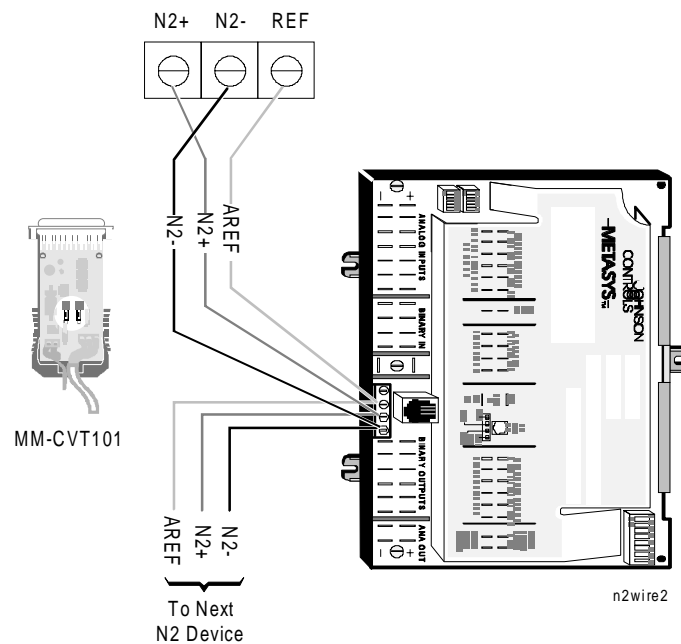 N2+ N2- REF
N2-
N2+
AREF
MM-CVT101
- +
ANALOG INPUTS
BINARY IN
BINARY OUTPUTS
ANA OUT
- +
METASYS™
JOHNSON
CONTROLS
AREF
N2+
N2-
To Next
N2 Device
n2wire2